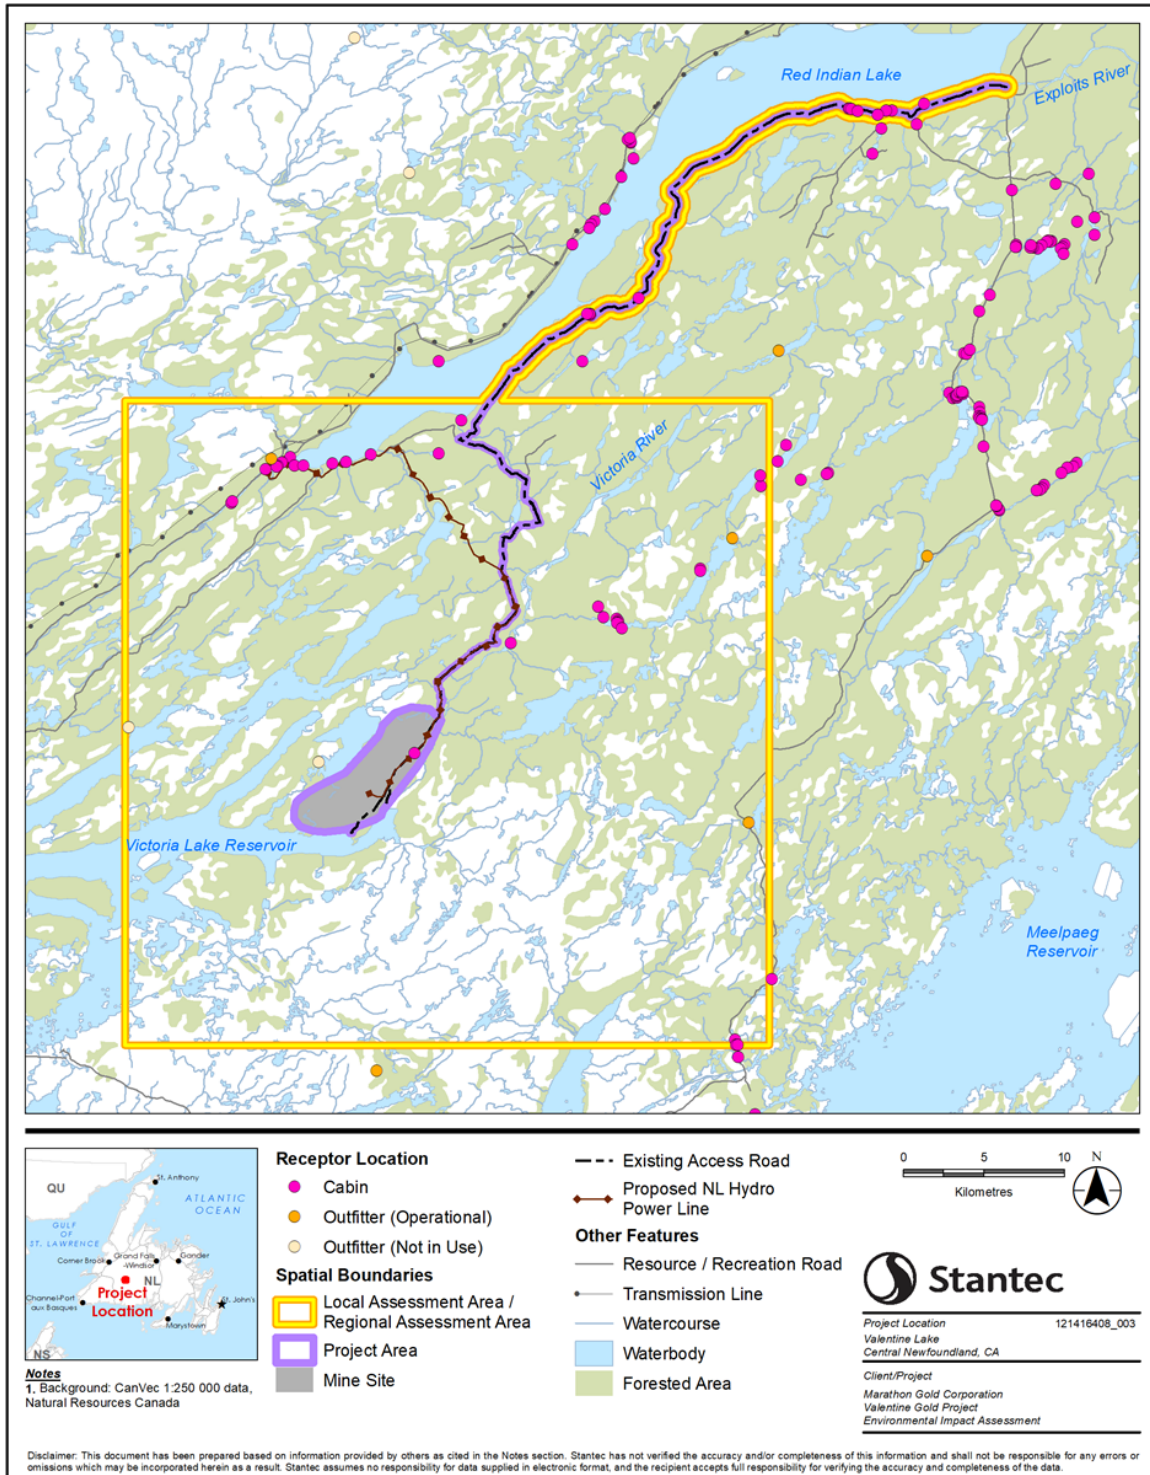 Red Indian Lake
Exploits River
Victoria River
Victoria Lake Reservoir
Meelpaeg
Reservoir
QU
St. Anthony
ATLANTIC
OCEAN
GULF
OF
ST. LAWRENCE
Corner Brook
Grand Falls
-Windsor
Gander
NL
Project
Location
Channel-Port
aux Basques
St. John's
Marystown
NS
Notes
1. Background: CanVec 1:250 000 data,
Natural Resources Canada
Receptor Location
Cabin
Outfitter (Operational)
Outfitter (Not in Use)
Spatial Boundaries
Local Assessment Area /
Regional Assessment Area
Project Area
Mine Site
Existing Access Road
Proposed NL Hydro
Power Line
Other Features
Resource / Recreation Road
Transmission Line
Watercourse
Waterbody
Forested Area
0 5 10
Kilometres
N
Stantec
Project Location 121416408_003
Valentine Lake
Central Newfoundland, CA
Client/Project
Marathon Gold Corporation
Valentine Gold Project
Environmental Impact Assessment
Disclaimer: This document has been prepared based on information provided by others as cited in the Notes section. Stantec has not verified the accuracy and/or completeness of this information and shall not be responsible for any errors or
omissions which may be incorporated herein as a result. Stantec assumes no responsibility for data supplied in electronic format, and the recipient accepts full responsibility for verifying the accuracy and completeness of the data.